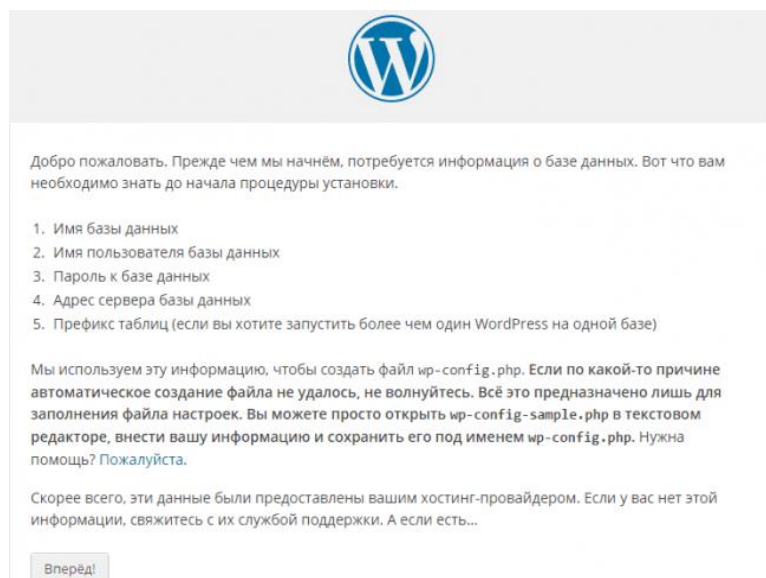 Добро пожаловать. Прежде чем мы начнём, потребуется информация о базе данных. Вот что вам
необходимо знать до начала процедуры установки.
1. Имя базы данных
2. Имя пользователя базы данных
3. Пароль к базе данных
4. Адрес сервера базы данных
5. Префикс таблиц (если вы хотите запустить более чем один WordPress на одной базе)
Мы используем эту информацию, чтобы создать файл wp-config.php. Если по какой-то причине
автоматическое создание файла не удалось, не волнуйтесь. Всё это предназначено лишь для
заполнения файла настроек. Вы можете просто открыть wp-config-sample.php в текстовом
редакторе, внести вашу информацию и сохранить его под именем wp-config.php. Нужна
помощь? Пожалуйста.
Скорее всего, эти данные были предоставлены вашим хостинг-провайдером. Если у вас нет этой
информации, свяжитесь с их службой поддержки. А если есть...
Вперёд!